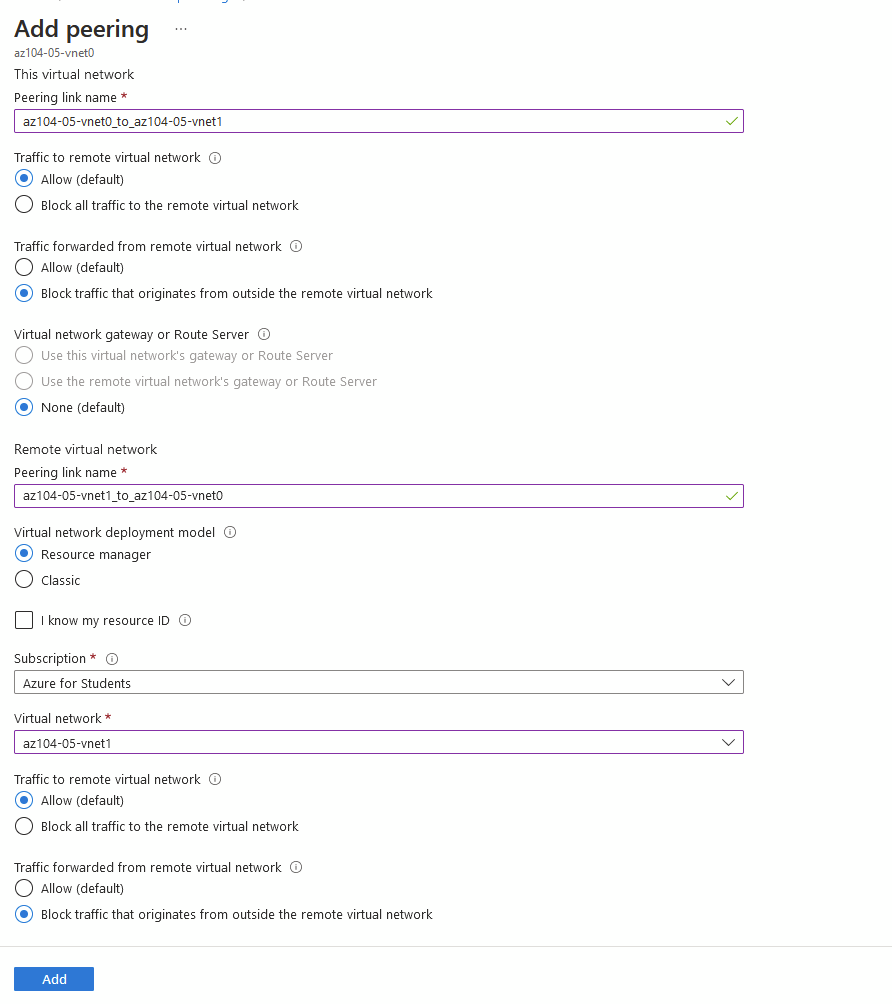 Add peering ...
az104-05-vnet0
This virtual network
Peering link name *
az104-05-vnet0_to_az104-05-vnet1
Traffic to remote virtual network
Allow (default)
Block all traffic to the remote virtual network
Traffic forwarded from remote virtual network
Allow (default)
Block traffic that originates from outside the remote virtual network
Virtual network gateway or Route Server
Use this virtual network's gateway or Route Server
Use the remote virtual network's gateway or Route Server
None (default)
Remote virtual network
Peering link name *
az104-05-vnet1_to_az104-05-vnet0
Virtual network deployment model
Resource manager
Classic
I know my resource ID
Subscription *
Azure for Students
Virtual network *
az104-05-vnet1
Traffic to remote virtual network
Allow (default)
Block all traffic to the remote virtual network
Traffic forwarded from remote virtual network
Allow (default)
Block traffic that originates from outside the remote virtual network
Add